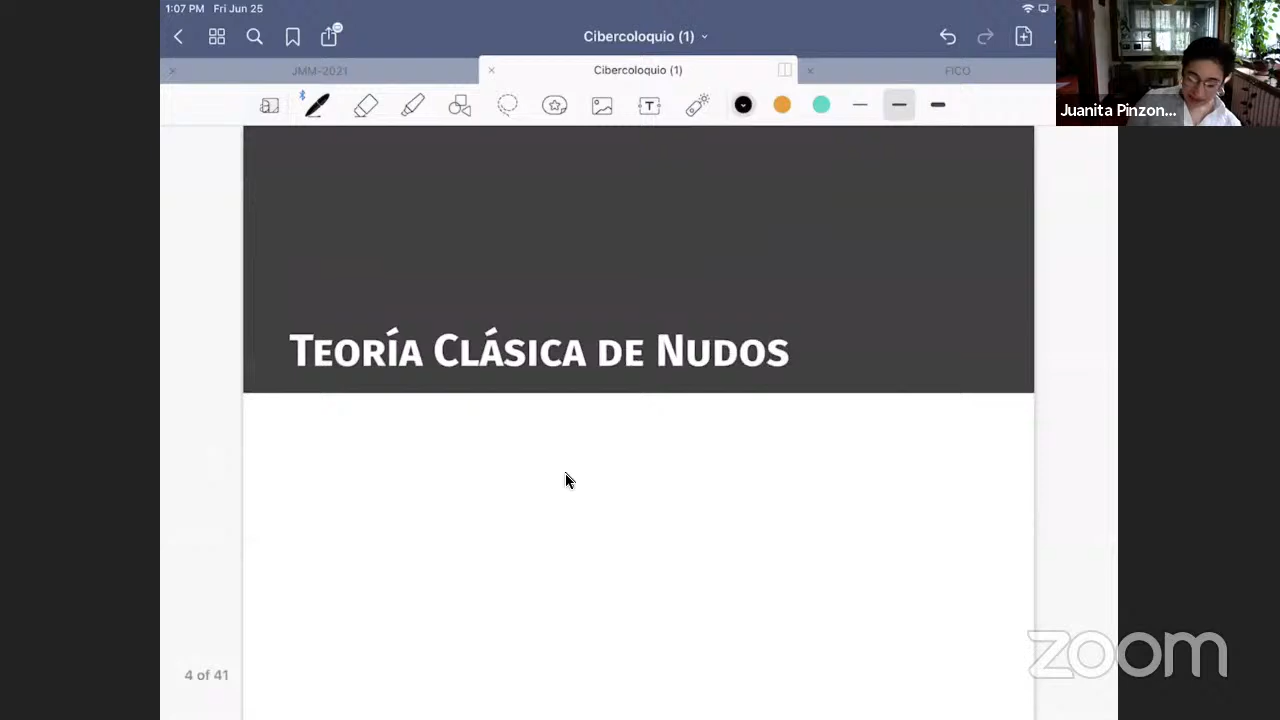 1:07 PM Fri Jun 25
Cibercoloquio (1)
JMM-2021
Cibercoloquio (1)
FICO
T
Juanita Pinzon...
Teoría Clásica de Nudos
4 of 41
zoom